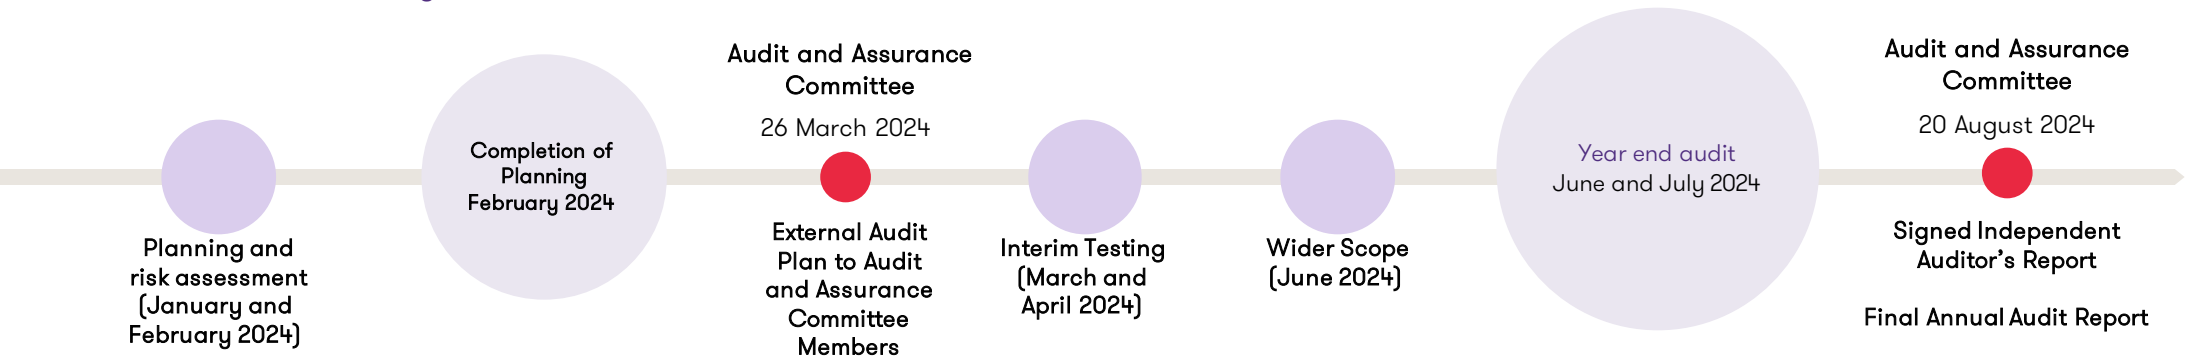 Planning and
risk assessment
(January and
February 2024)
Completion of
Planning
February 2024
Audit and Assurance
Committee
26 March 2024
External Audit
Plan to Audit
and Assurance
Committee
Members
Interim Testing
(March and
April 2024)
Wider Scope
(June 2024)
Year end audit
June and July 2024
Audit and Assurance
Committee
20 August 2024
Signed Independent
Auditor's Report
Final Annual Audit Report